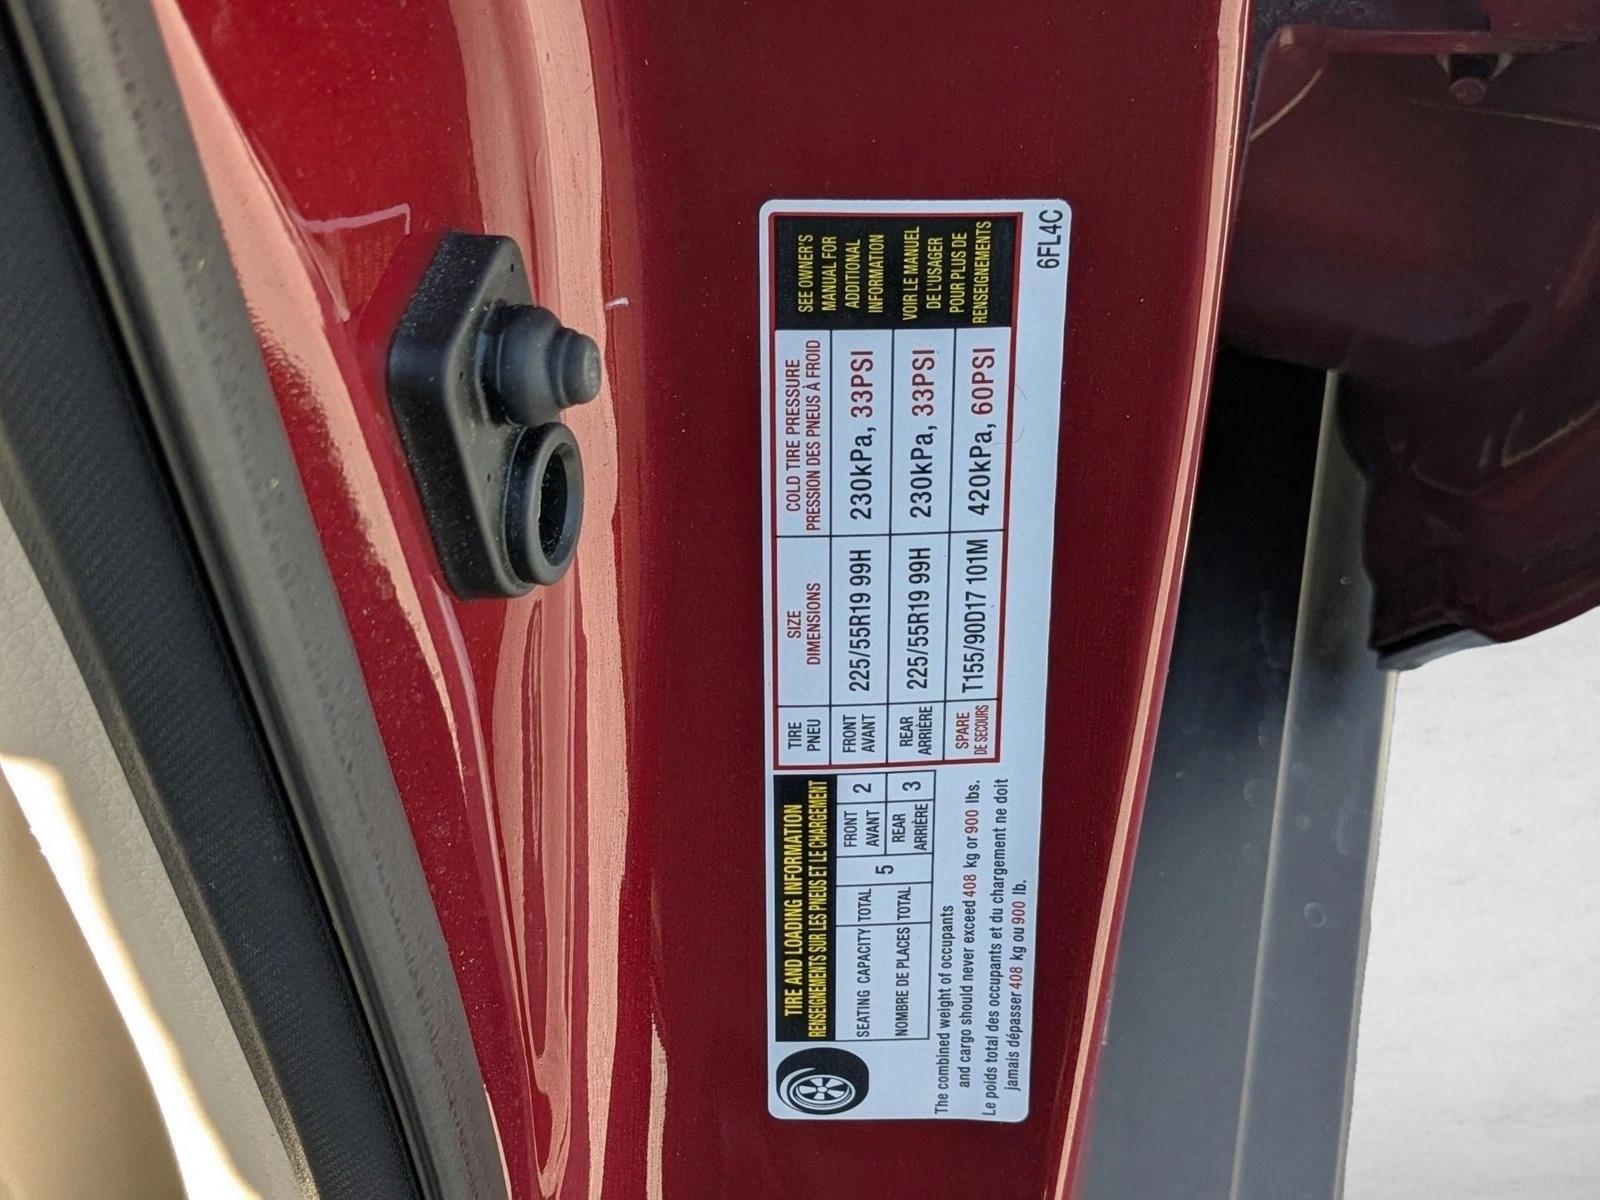 TIRE AND LOADING INFORMATION
RENSEIGNEMENTS SUR LES PNEUS ET LE CHARGEMENT
SEATING CAPACITY TOTAL 5 FRONT AVANT 2
NOMBRE DE PLACES TOTAL REAR ARRIÈRE 3
The combined weight of occupants
and cargo should never exceed 408 kg or 900 lbs.
Le poids total des occupants et du chargement ne doit
jamais dépasser 408 kg ou 900 lb.
TIRE SIZE COLD TIRE PRESSURE
PNEU DIMENSIONS PRESSION DES PNEUS À FROID
FRONT
AVANT 225/55R19 99H 230kPa, 33PSI
REAR
ARRIÈRE 225/55R19 99H 230kPa, 33PSI
SPARE
DE SECOURS T155/90D17 101M 420kPa, 60PSI
SEE OWNER'S
MANUAL FOR
ADDITIONAL
INFORMATION
VOIR LE MANUEL
DE L'USAGER
POUR PLUS DE
RENSEIGNEMENTS
6FL4C